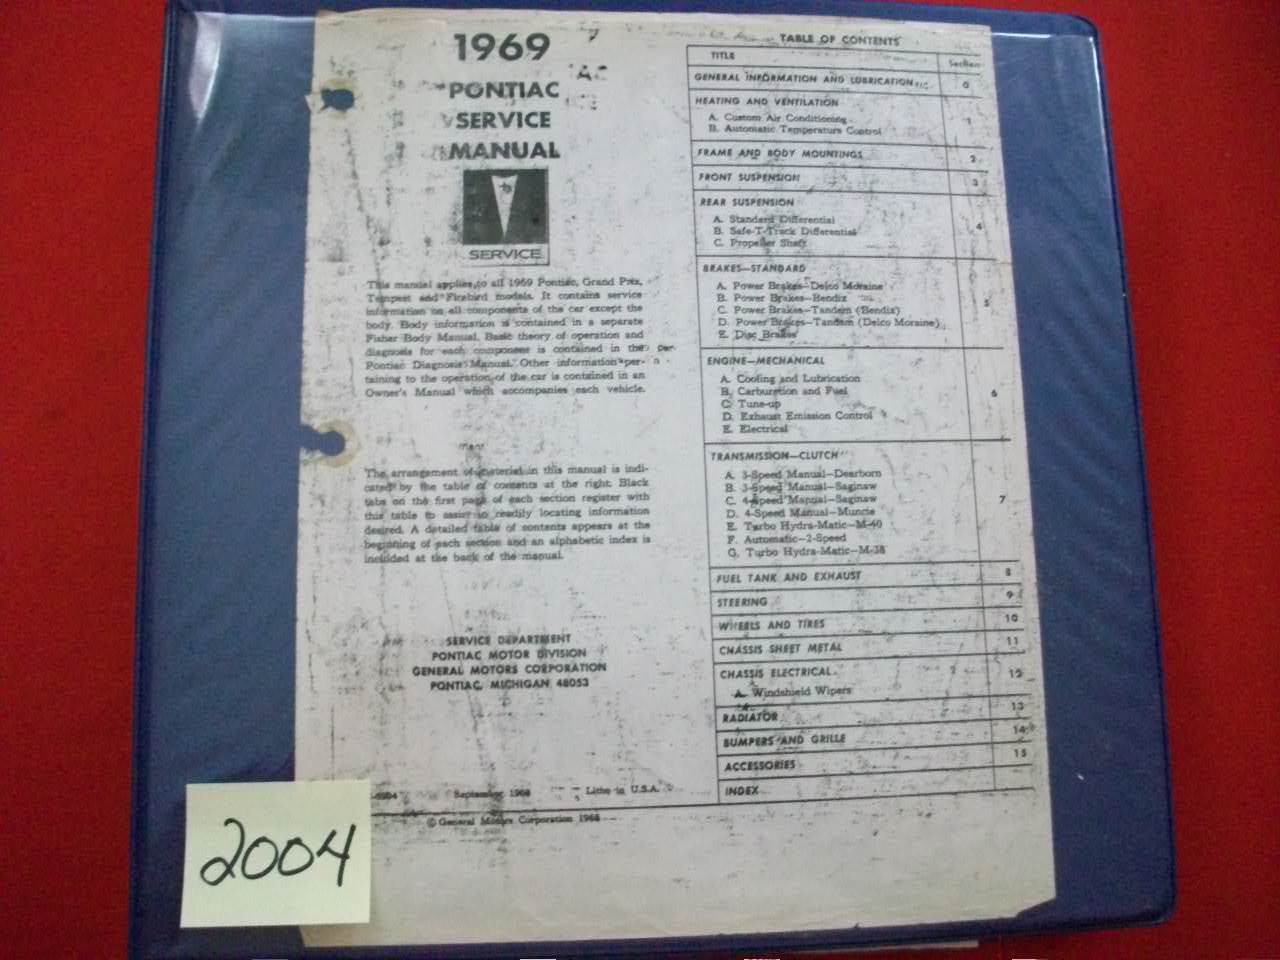 1969
PONTIAC
SERVICE
MANUAL
SERVICE
This manual applies to all 1969 Pontiac, Grand Prix,
Tempest and Firebird models. It contains service
information on all components of the car except the
body. Body information is contained in a separate
Fisher Body Manual. Basic theory of operation and
diagnosis for each component is contained in the
Pontiac Diagnosis Manual. Other information per-
taining to the operation of the car is contained in an
Owner's Manual which accompanies each vehicle.
The arrangement of material in this manual is indi-
cated by the table of contents at the right. Black
tabs on the first page of each section register with
this table to assist in readily locating information
desired. A detailed table of contents appears at the
beginning of each section and an alphabetic index is
included at the back of the manual.
SERVICE DEPARTMENT
PONTIAC MOTOR DIVISION
GENERAL MOTORS CORPORATION
PONTIAC, MICHIGAN 48053
September, 1968 Litho in U.S.A.
© General Motors Corporation 1968
TABLE OF CONTENTS
TITLE Section
GENERAL INFORMATION AND LUBRICATION 0
HEATING AND VENTILATION 1
A. Custom Air Conditioning
B. Automatic Temperature Control
FRAME AND BODY MOUNTINGS 2
FRONT SUSPENSION 3
REAR SUSPENSION 4
A. Standard Differential
B. Safe-T-Track Differential
C. Propeller Shaft
BRAKES—STANDARD 5
A. Power Brakes—Delco Moraine
B. Power Brakes—Bendix
C. Power Brakes—Tandem (Bendix)
D. Power Brakes—Tandem (Delco Moraine)
E. Disc Brakes
ENGINE—MECHANICAL 6
A. Cooling and Lubrication
B. Carburetion and Fuel
C. Tune-up
D. Exhaust Emission Control
E. Electrical
TRANSMISSION—CLUTCH 7
A. 3-Speed Manual—Dearborn
B. 3-Speed Manual—Saginaw
C. 4-Speed Manual—Saginaw
D. 4-Speed Manual—Muncie
E. Turbo Hydra-Matic—M-40
F. Automatic—2-Speed
G. Turbo Hydra-Matic—M-38
FUEL TANK AND EXHAUST 8
STEERING 9
WHEELS AND TIRES 10
CHASSIS SHEET METAL 11
CHASSIS ELECTRICAL 12
A. Windshield Wipers
RADIATOR 13
BUMPERS AND GRILLE 14
ACCESSORIES 15
INDEX
2004